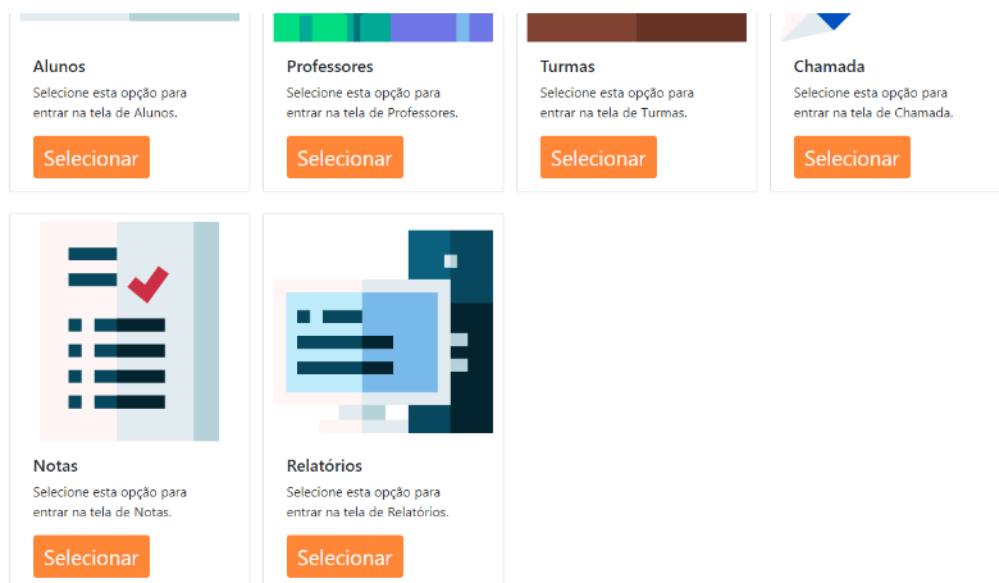 Alunos
Selecione esta opção para
entrar na tela de Alunos.
Selecionar
Professores
Selecione esta opção para
entrar na tela de Professores.
Selecionar
Turmas
Selecione esta opção para
entrar na tela de Turmas.
Selecionar
Chamada
Selecione esta opção para
entrar na tela de Chamada.
Selecionar
Notas
Selecione esta opção para
entrar na tela de Notas.
Selecionar
Relatórios
Selecione esta opção para
entrar na tela de Relatórios.
Selecionar